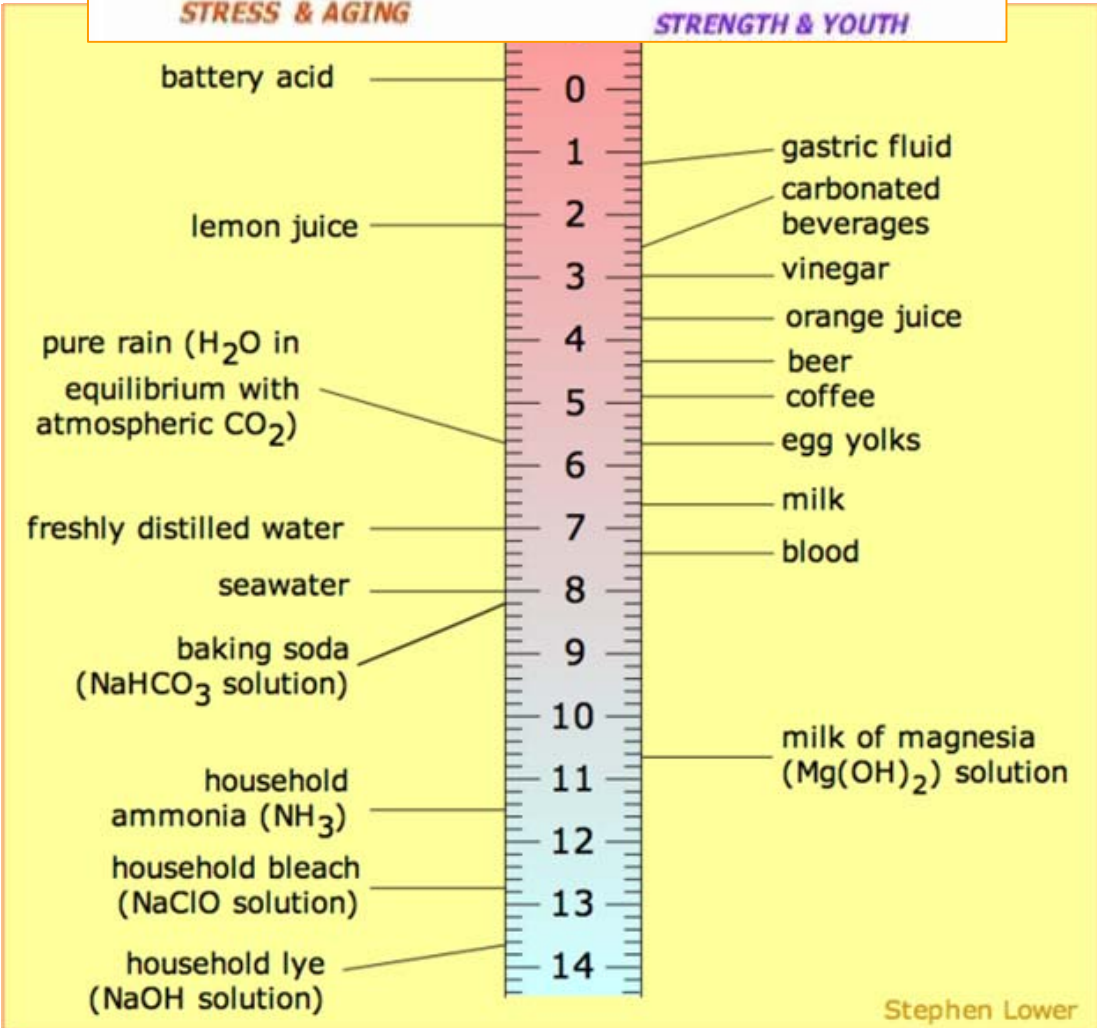 STRESS & AGING
STRENGTH & YOUTH
battery acid
lemon juice
pure rain (H₂O in
equilibrium with
atmospheric CO₂)
freshly distilled water
seawater
baking soda
(NaHCO₃ solution)
household
ammonia (NH₃)
household bleach
(NaClO solution)
household lye
(NaOH solution)
0
1
2
3
4
5
6
7
8
9
10
11
12
13
14
gastric fluid
carbonated
beverages
vinegar
orange juice
beer
coffee
egg yolks
milk
blood
milk of magnesia
(Mg(OH)₂) solution
Stephen Lower